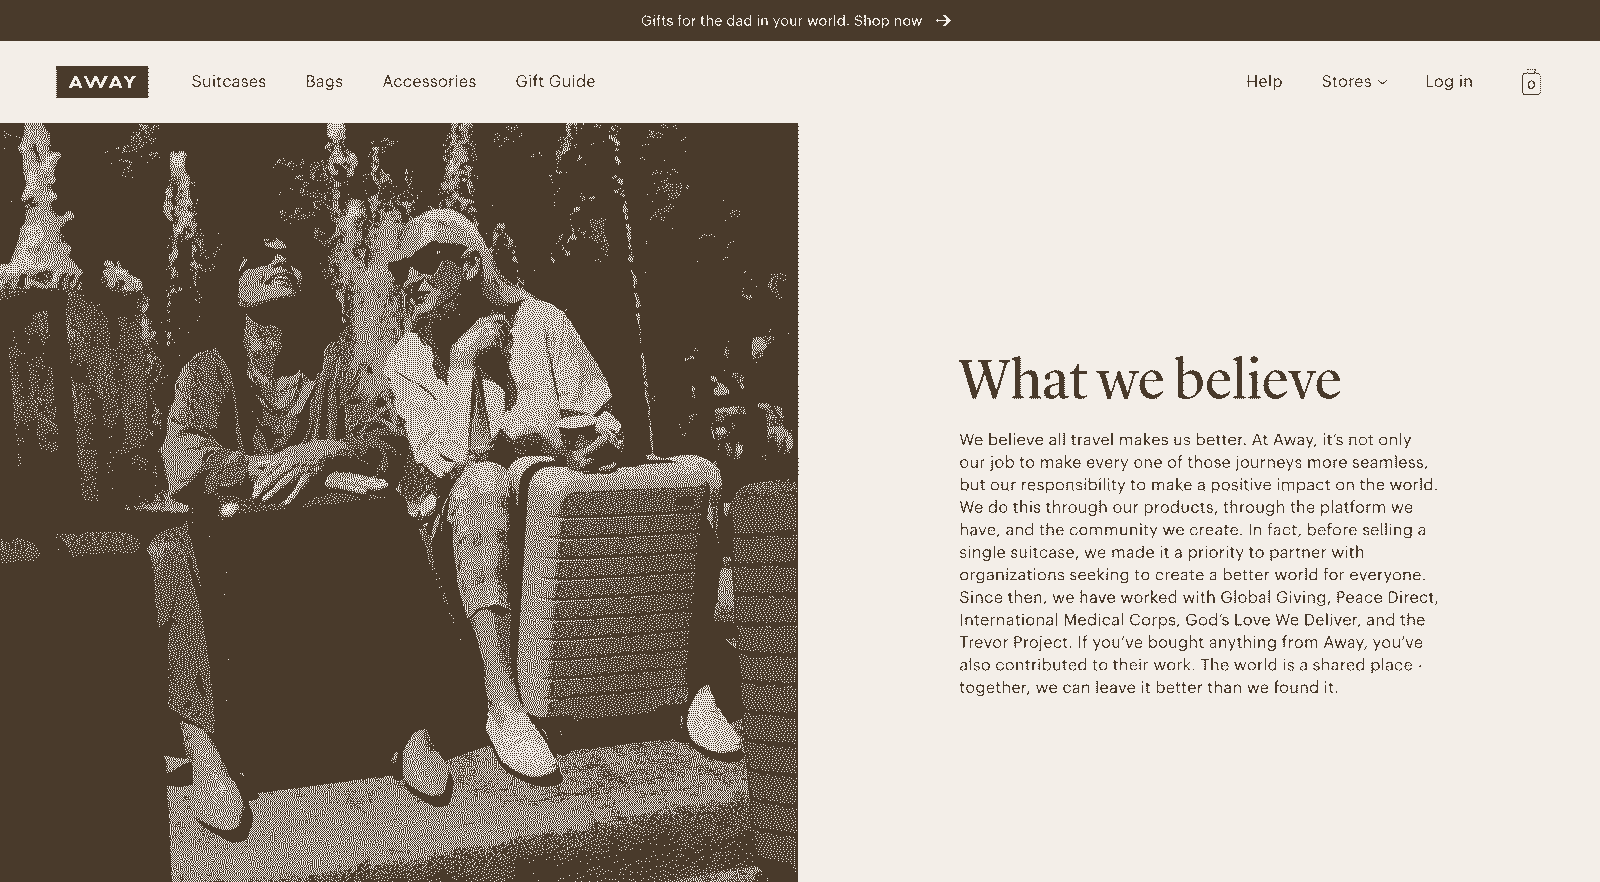 Gifts for the dad in your world. Shop now →
AWAY
Suitcases
Bags
Accessories
Gift Guide
Help
Stores
Log in
0
What we believe
We believe all travel makes us better. At Away, it's not only
our job to make every one of those journeys more seamless,
but our responsibility to make a positive impact on the world.
We do this through our products, through the platform we
have, and the community we create. In fact, before selling a
single suitcase, we made it a priority to partner with
organizations seeking to create a better world for everyone.
Since then, we have worked with Global Giving, Peace Direct,
International Medical Corps, God's Love We Deliver, and the
Trevor Project. If you've bought anything from Away, you've
also contributed to their work. The world is a shared place -
together, we can leave it better than we found it.